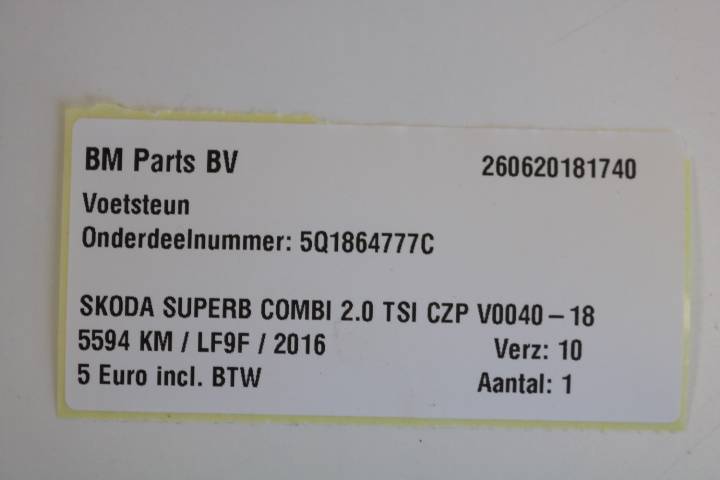 BM Parts BV 260620181740
Voetsteun
Onderdeelnummer: 5Q1864777C
SKODA SUPERB COMBI 2.0 TSI CZP V0040-18
5594 KM / LF9F / 2016 Verz: 10
5 Euro incl. BTW Aantal: 1